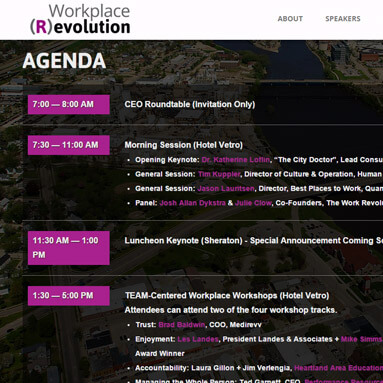 Workplace
(R)evolution
ABOUT SPEAKERS
AGENDA
7:00 — 8:00 AM CEO Roundtable (Invitation Only)
7:30 — 11:00 AM Morning Session (Hotel Vetro)
Opening Keynote: Dr. Katherine Loflin, "The City Doctor", Lead Consu
General Session: Tim Kuppler, Director of Culture & Operation, Human
General Session: Jason Lauritsen, Director, Best Places to Work, Quan
Panel: Josh Allan Dykstra & Julie Clow, Co-Founders, The Work Revolu
11:30 AM — 1:00 Luncheon Keynote (Sheraton) - Special Announcement Coming S
PM
1:30 — 5:00 PM TEAM-Centered Workplace Workshops (Hotel Vetro)
Attendees can attend two of the four workshop tracks.
Trust: Brad Baldwin, COO, Medirevv
Enjoyment: Les Landes, President Landes & Associates + Mike Simms
Award Winner
Accountability: Laura Gillon + Jim Verlengia, Heartland Area Education
Managing the Whole Person: Ted Garnett, CEO, Performance Resource